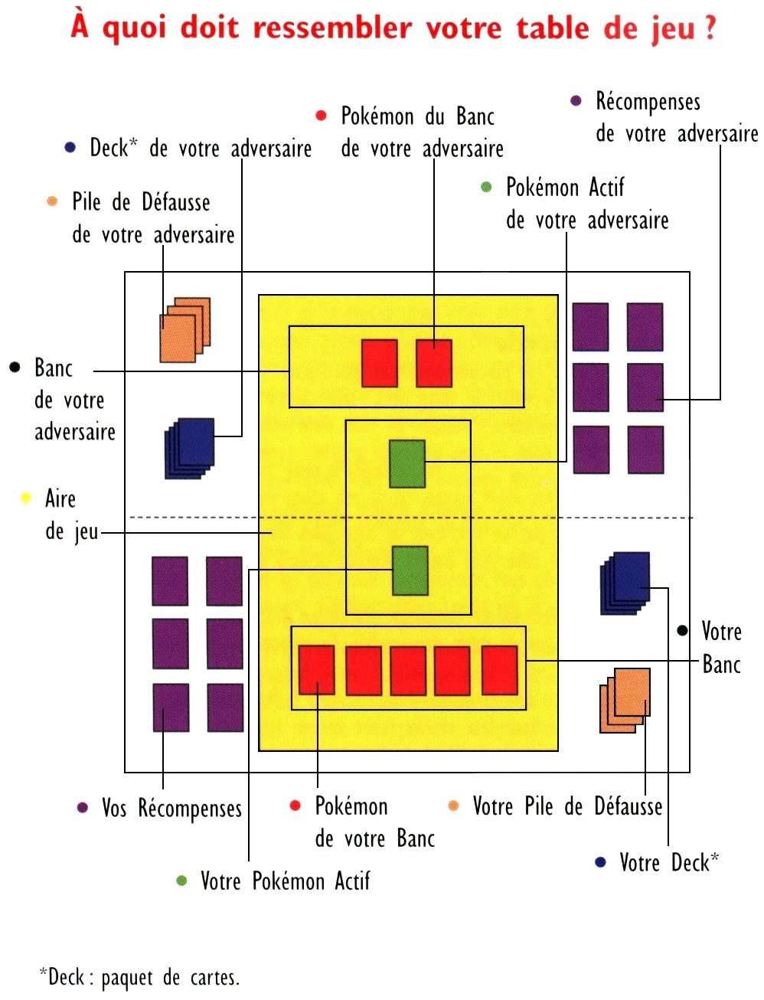 À quoi doit ressembler votre table de jeu ?
Récompenses
de votre adversaire
Pokémon du Banc
de votre adversaire
Deck* de votre adversaire
Pokémon Actif
de votre adversaire
Pile de Défausse
de votre adversaire
Banc
de votre
adversaire
Aire
de jeu
Votre
Banc
Vos Récompenses
Pokémon
de votre Banc
Votre Pile de Défausse
Votre Deck*
Votre Pokémon Actif
*Deck : paquet de cartes.